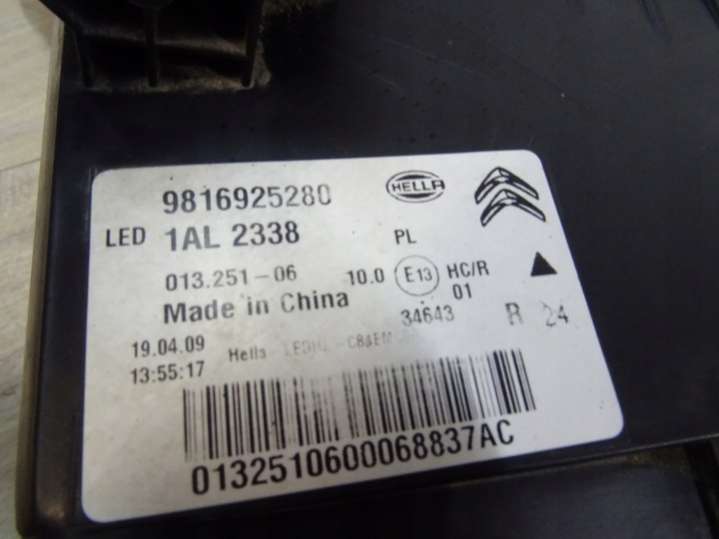 9816925280
HELLA
LED 1AL 2338
PL
013.251-06 10.0 E13 HC/R
01
Made in China
34643 R 24
19.04.09 Hella
13:55:17
0132510600068837AC